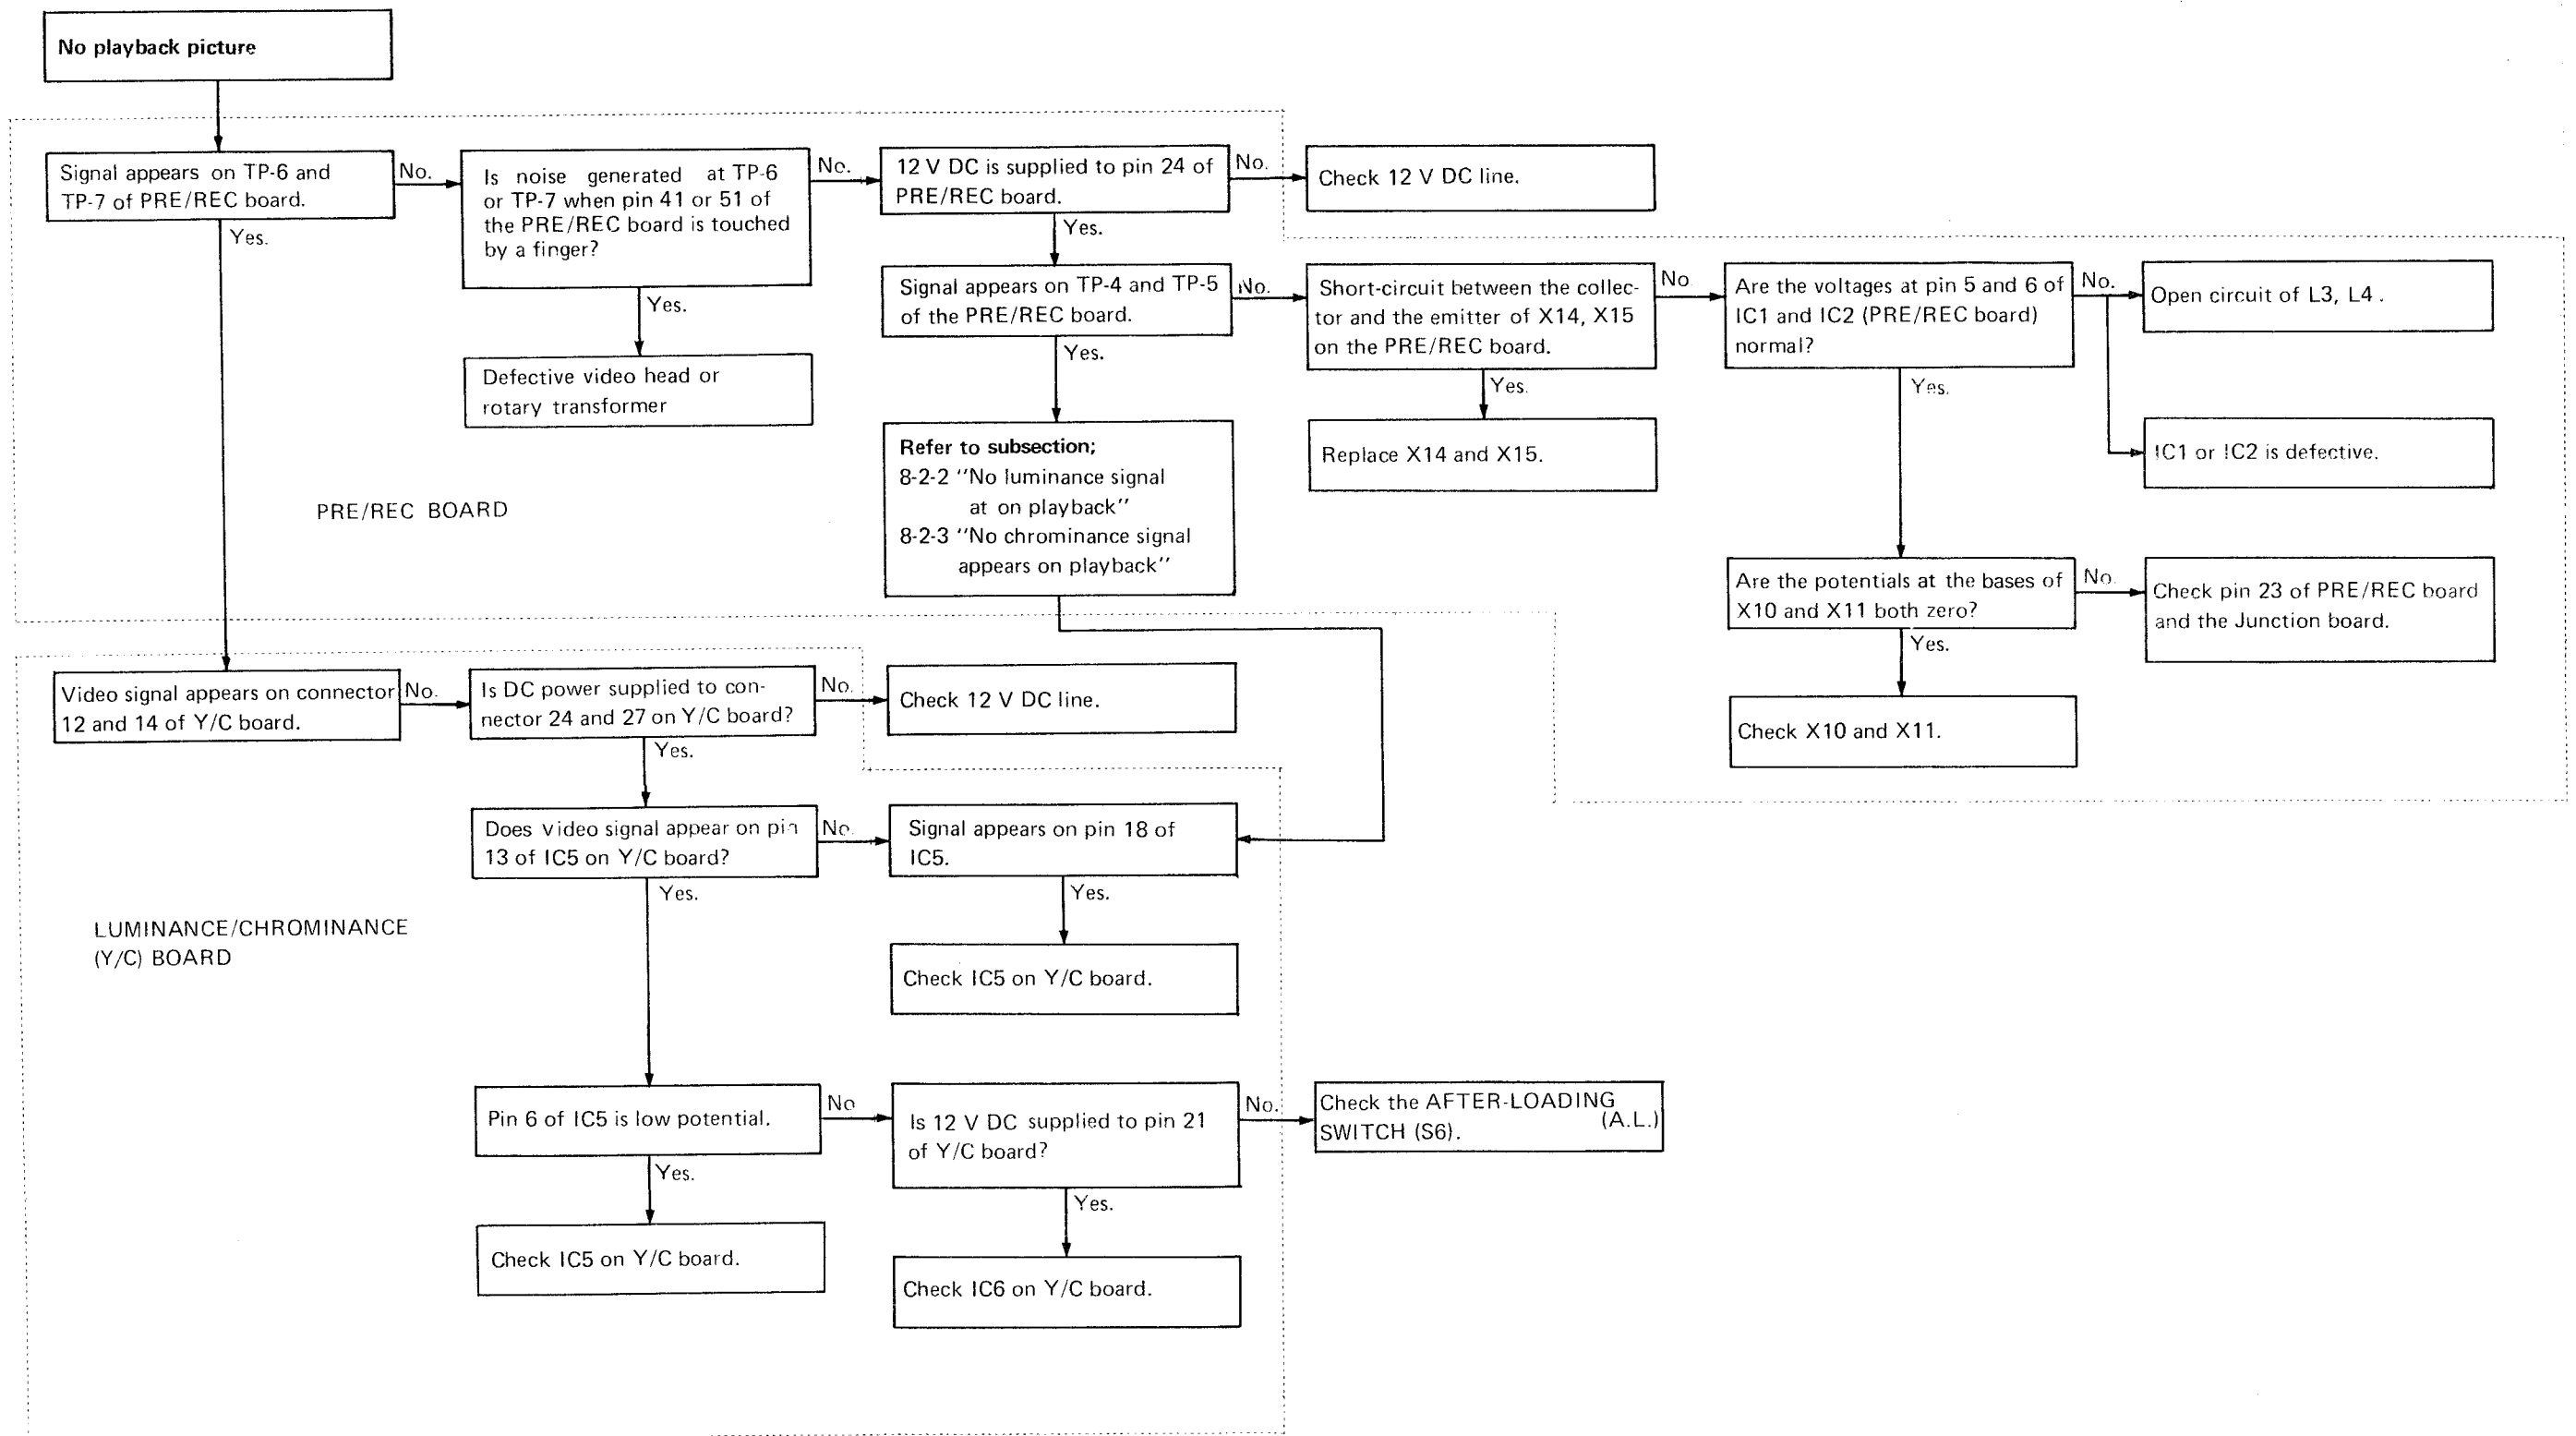 No playback picture
Signal appears on TP-6 and
TP-7 of PRE/REC board.
No.
Yes.
Is noise generated at TP-6
or TP-7 when pin 41 or 51 of
the PRE/REC board is touched
by a finger?
No.
Yes.
Defective video head or
rotary transformer
12 V DC is supplied to pin 24 of
PRE/REC board.
No.
Yes.
Check 12 V DC line.
Signal appears on TP-4 and TP-5
of the PRE/REC board.
No.
Yes.
Refer to subsection;
8-2-2 "No luminance signal
at on playback"
8-2-3 "No chrominance signal
appears on playback"
Short-circuit between the collec-
tor and the emitter of X14, X15
on the PRE/REC board.
No
Yes.
Replace X14 and X15.
Are the voltages at pin 5 and 6 of
IC1 and IC2 (PRE/REC board)
normal?
No.
Yes.
Open circuit of L3, L4 .
IC1 or IC2 is defective.
Are the potentials at the bases of
X10 and X11 both zero?
No.
Yes.
Check pin 23 of PRE/REC board
and the Junction board.
Check X10 and X11.
PRE/REC BOARD
Video signal appears on connector
12 and 14 of Y/C board.
No.
Is DC power supplied to con-
nector 24 and 27 on Y/C board?
No.
Yes.
Check 12 V DC line.
Does video signal appear on pin
13 of IC5 on Y/C board?
No.
Yes.
Signal appears on pin 18 of
IC5.
Yes.
Check IC5 on Y/C board.
LUMINANCE/CHROMINANCE
(Y/C) BOARD
Pin 6 of IC5 is low potential.
No
Yes.
Check IC5 on Y/C board.
Is 12 V DC supplied to pin 21
of Y/C board?
No.
Yes.
Check IC6 on Y/C board.
Check the AFTER-LOADING
(A.L.)
SWITCH (S6).